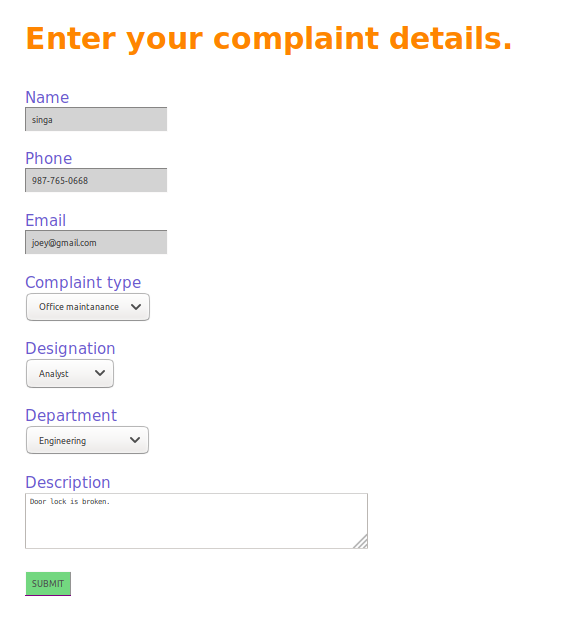 Enter your complaint details.
Name
singa
Phone
987-765-0668
Email
joey@gmail.com
Complaint type
Office maintanance
Designation
Analyst
Department
Engineering
Description
Door lock is broken.
SUBMIT